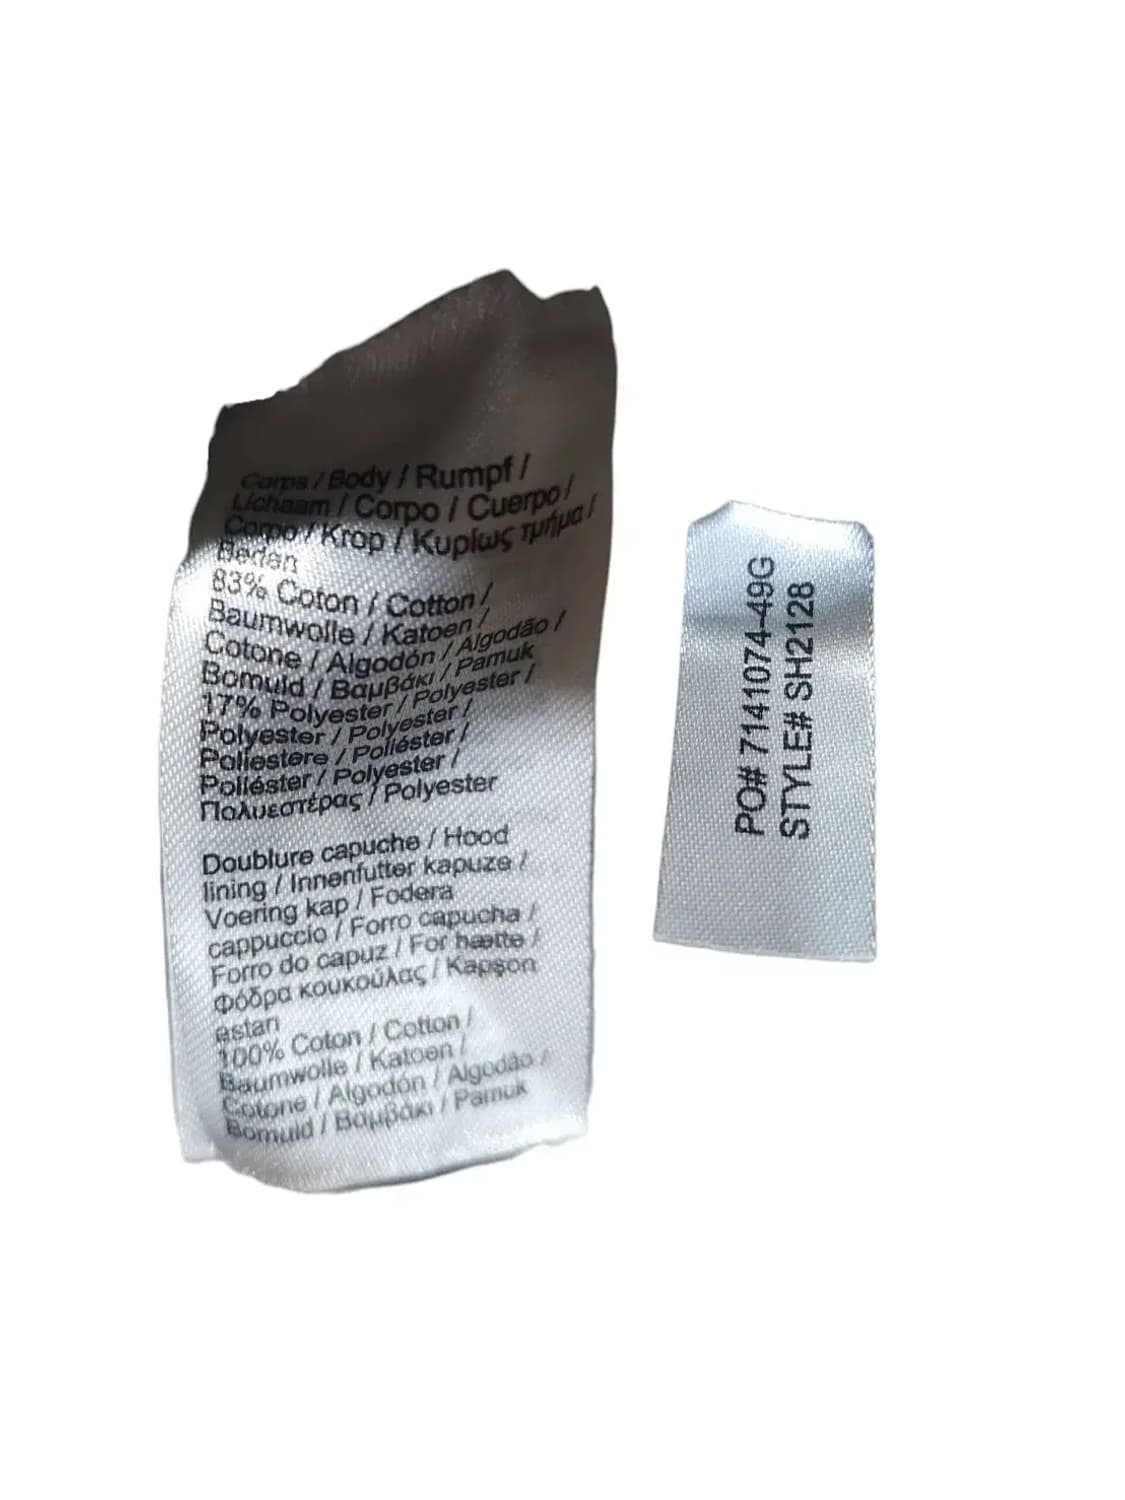 Corps / Body / Rumpf /
Lichaam / Corpo / Cuerpo /
Corpo / Krop / Κυρίως τμήμα /
Beden
83% Coton / Cotton /
Baumwolle / Katoen /
Cotone / Algodón / Algodão /
Bomuld / Βαμβάκι / Pamuk
17% Polyester / Polyester /
Polyester / Polyester /
Poliestere / Poliéster /
Poliéster / Polyester /
Πολυεστέρας / Polyester
Doublure capuche / Hood
lining / Innenfutter kapuze /
Voering kap / Fodera
cappuccio / Forro capucha /
Forro do capuz / For hætte /
Φόδρα κουκούλας / Kapşon
astarı
100% Coton / Cotton /
Baumwolle / Katoen /
Cotone / Algodón / Algodão /
Bomuld / Βαμβάκι / Pamuk
PO# 7141074-49G
STYLE# SH2128